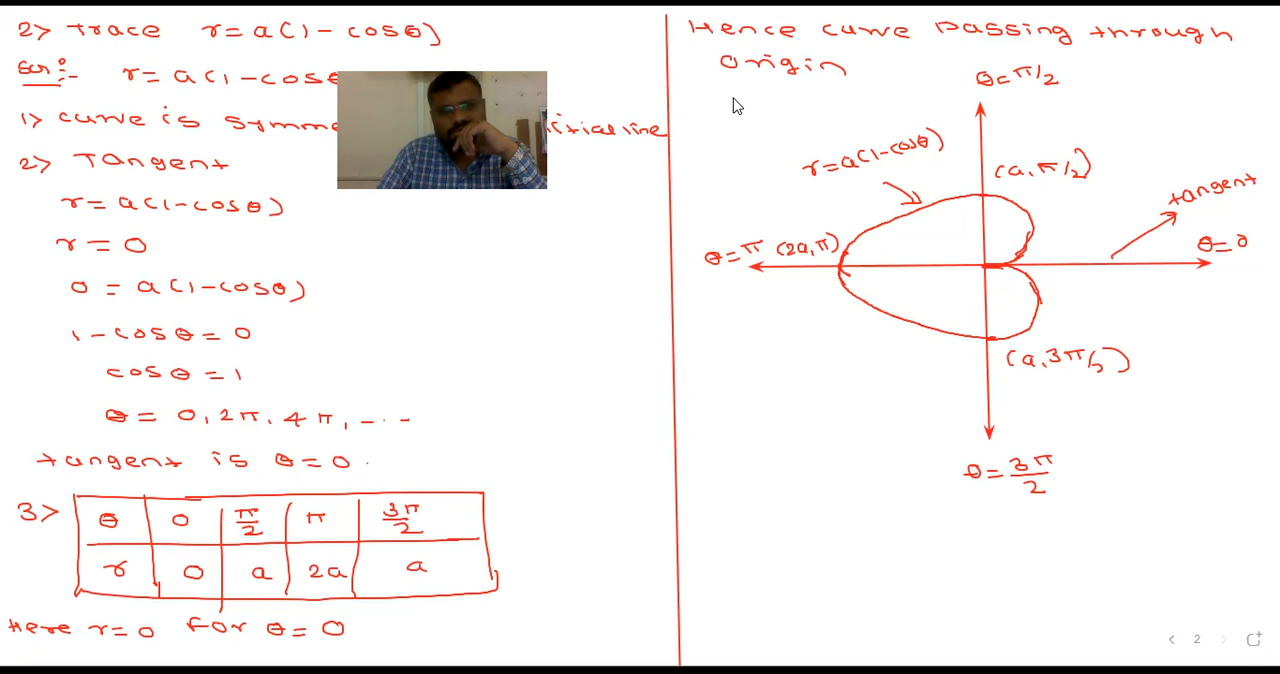 2> Trace r = a(1 - cosθ)
Soln:- r = a(1 - cosθ
1> curve is symme itial line
2> Tangent
r = a(1 - cosθ)
r = 0
0 = a(1 - cosθ)
1 - cosθ = 0
cosθ = 1
θ = 0, 2π, 4π, - - -
tangent is θ = 0.
3> θ 0 π/2 π 3π/2
r 0 a 2a a
Here r = 0 for θ = 0
Hence curve passing through
origin
θ = π/2
r = a(1 - cosθ)
(a, π/2)
tangent
θ = π (2a, π)
θ = 0
(a, 3π/2)
θ = 3π/2
2